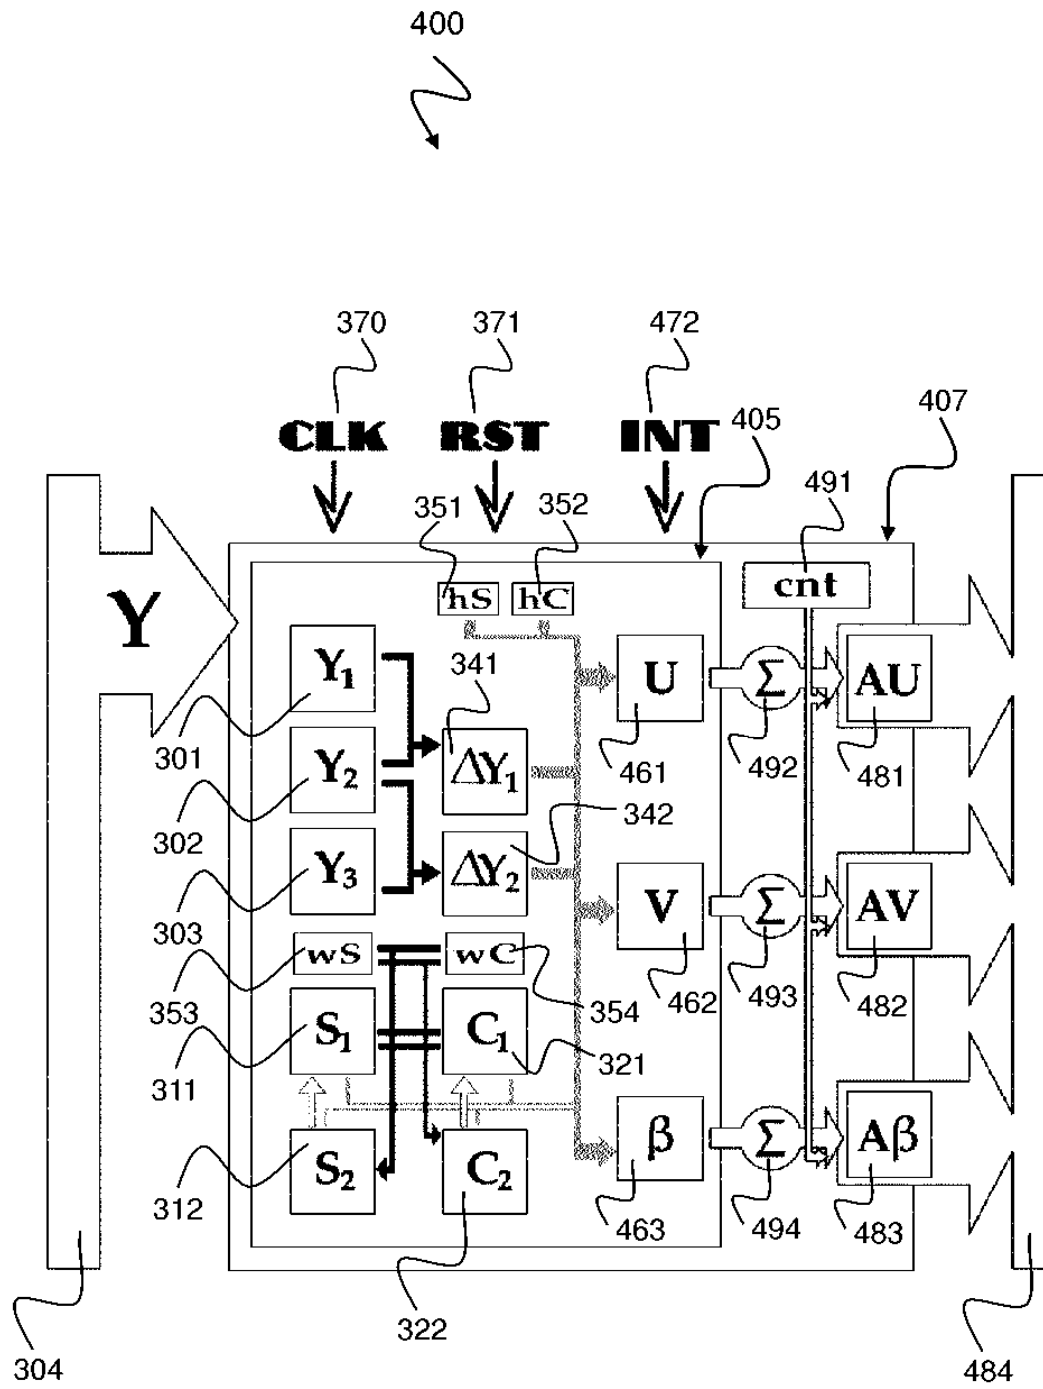 400
370 371 472
CLK RST INT
405 407
351 352 491
hS hC cnt
Y
Y₁ 341 U Σ AU
301 461 492 481
Y₂ ΔY₁
302 342
Y₃ ΔY₂ V Σ AV
303 462 493 482
wS wC
353 354
S₁ C₁
311 321
S₂ C₂ β Σ Aβ
312 463 494 483
322
304 484